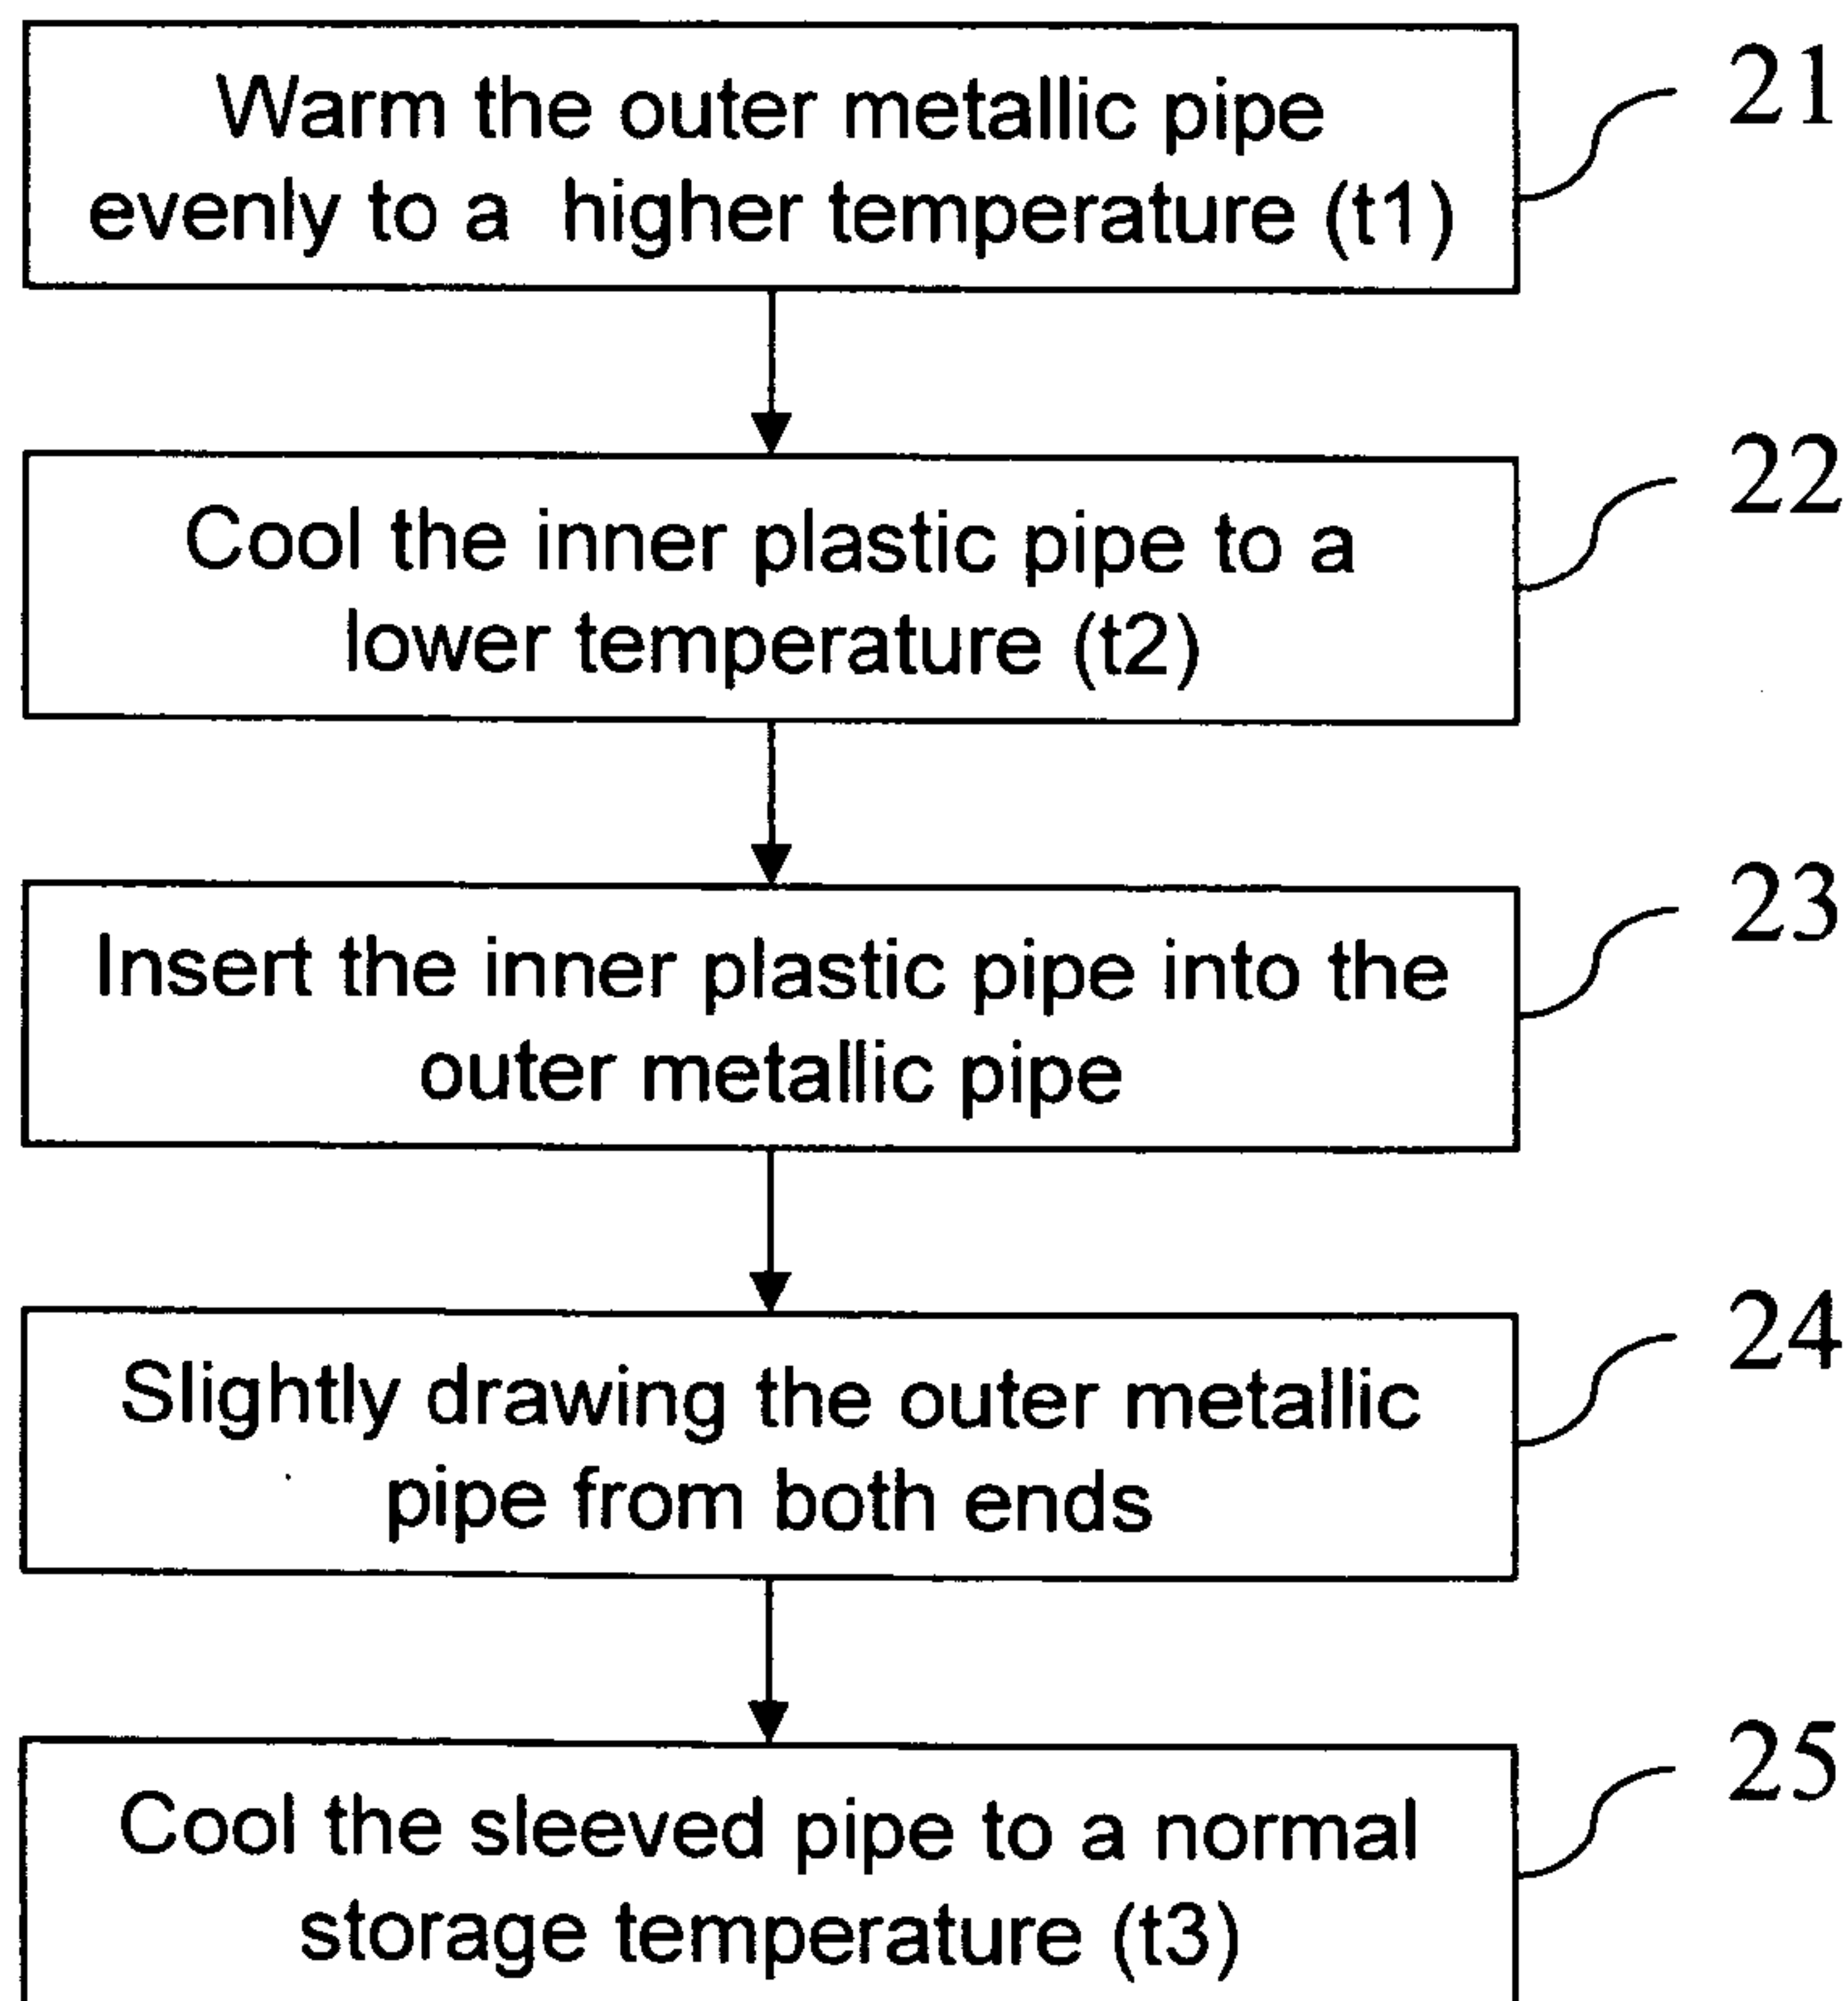 Warm the outer metallic pipe
evenly to a higher temperature (t1)
21
Cool the inner plastic pipe to a
lower temperature (t2)
22
Insert the inner plastic pipe into the
outer metallic pipe
23
Slightly drawing the outer metallic
pipe from both ends
24
Cool the sleeved pipe to a normal
storage temperature (t3)
25